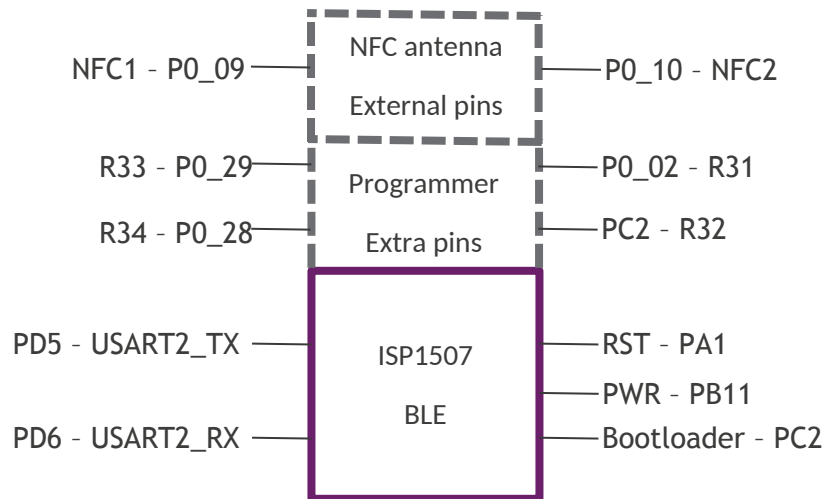 NFC antenna
NFC1 - P0_09
P0_10 - NFC2
External pins
R33 - P0_29
P0_02 - R31
Programmer
R34 - P0_28
PC2 - R32
Extra pins
PD5 - USART2_TX
ISP1507
RST - PA1
PWR - PB11
BLE
PD6 - USART2_RX
Bootloader - PC2